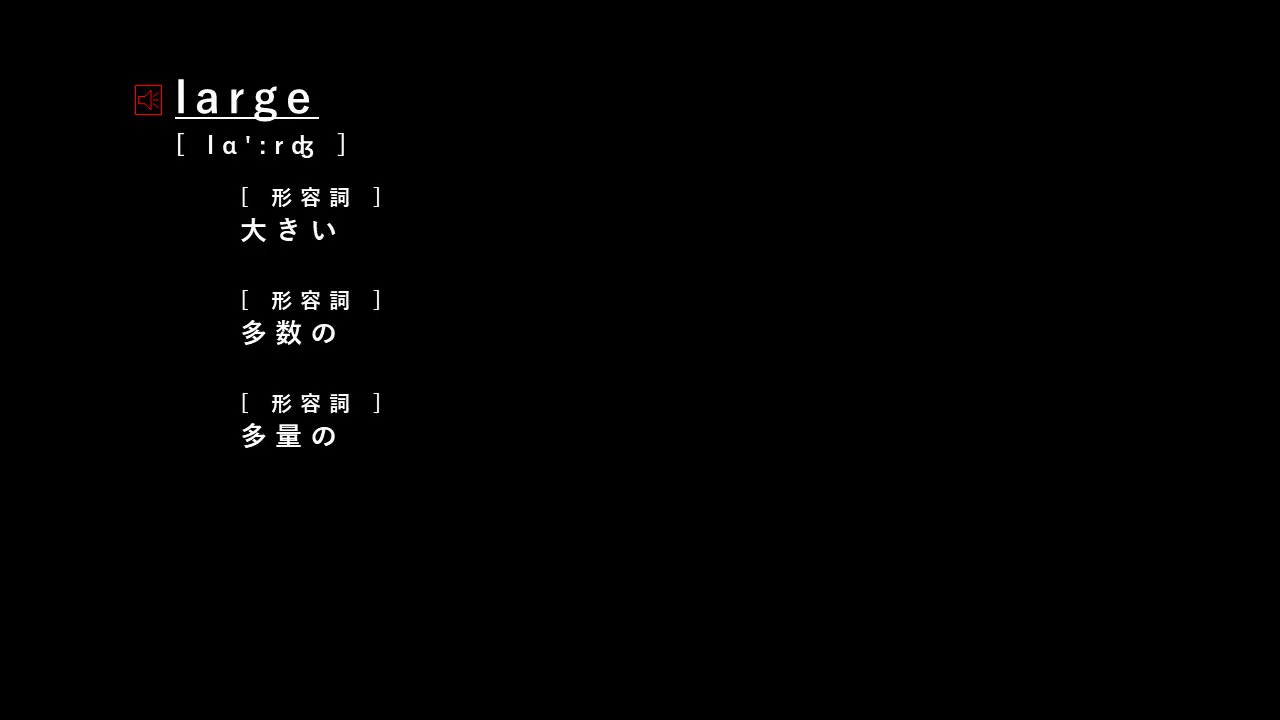 large
[ lɑ':rʤ ]
[ 形容詞 ]
大きい
[ 形容詞 ]
多数の
[ 形容詞 ]
多量の